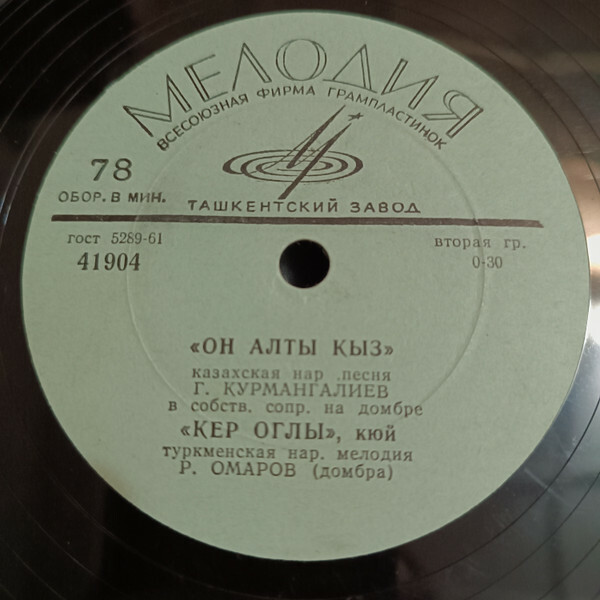 МЕЛОДИЯ
ВСЕСОЮЗНАЯ ФИРМА ГРАМПЛАСТИНОК
78
ОБОР. В МИН.
ТАШКЕНТСКИЙ ЗАВОД
гост 5289-61
вторая гр.
41904
0-30
«ОН АЛТЫ ҚЫЗ»
казахская нар .песня
Г. КУРМАНГАЛИЕВ
в собств. сопр. на домбре
«КЕР ОГЛЫ», кюй
туркменская нар. мелодия
Р. ОМАРОВ (домбра)